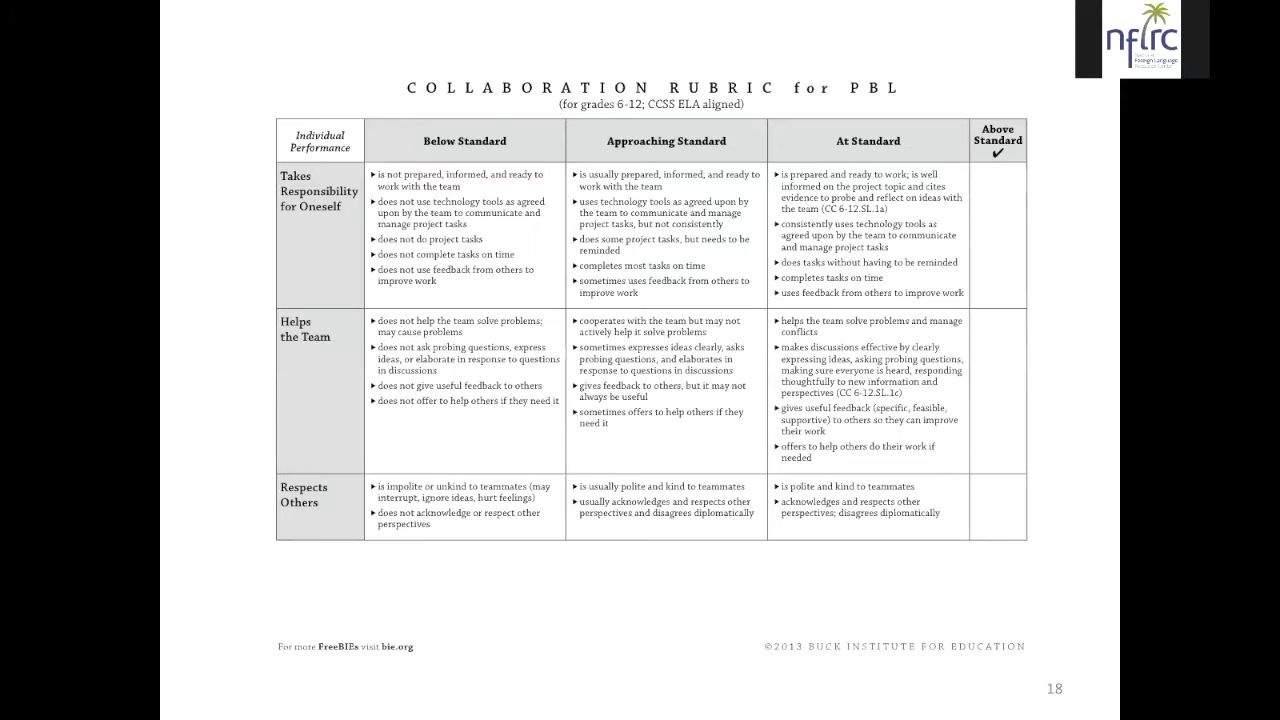 nflrc
Foreign Language
COLLABORATION RUBRIC for PBL
(for grades 6-12; CCSS ELA aligned)
Individual
Performance
Below Standard
Approaching Standard
At Standard
Above
Standard
✔
Takes
Responsibility
for Oneself
▶ is not prepared, informed, and ready to
work with the team
▶ does not use technology tools as agreed
upon by the team to communicate and
manage project tasks
▶ does not do project tasks
▶ does not complete tasks on time
▶ does not use feedback from others to
improve work
▶ is usually prepared, informed, and ready to
work with the team
▶ uses technology tools as agreed upon by
the team to communicate and manage
project tasks, but not consistently
▶ does some project tasks, but needs to be
reminded
▶ completes most tasks on time
▶ sometimes uses feedback from others to
improve work
▶ is prepared and ready to work; is well
informed on the project topic and cites
evidence to probe and reflect on ideas with
the team (CC 6-12.SL.1a)
▶ consistently uses technology tools as
agreed upon by the team to communicate
and manage project tasks
▶ does tasks without having to be reminded
▶ completes tasks on time
▶ uses feedback from others to improve work
Helps
the Team
▶ does not help the team solve problems;
may cause problems
▶ does not ask probing questions, express
ideas, or elaborate in response to questions
in discussions
▶ does not give useful feedback to others
▶ does not offer to help others if they need it
▶ cooperates with the team but may not
actively help it solve problems
▶ sometimes expresses ideas clearly, asks
probing questions, and elaborates in
response to questions in discussions
▶ gives feedback to others, but it may not
always be useful
▶ sometimes offers to help others if they
need it
▶ helps the team solve problems and manage
conflicts
▶ makes discussions effective by clearly
expressing ideas, asking probing questions,
making sure everyone is heard, responding
thoughtfully to new information and
perspectives (CC 6-12.SL.1c)
▶ gives useful feedback (specific, feasible,
supportive) to others so they can improve
their work
▶ offers to help others do their work if
needed
Respects
Others
▶ is impolite or unkind to teammates (may
interrupt, ignore ideas, hurt feelings)
▶ does not acknowledge or respect other
perspectives
▶ is usually polite and kind to teammates
▶ usually acknowledges and respects other
perspectives and disagrees diplomatically
▶ is polite and kind to teammates
▶ acknowledges and respects other
perspectives; disagrees diplomatically
For more FreeBIEs visit bie.org
©2013 BUCK INSTITUTE FOR EDUCATION
18